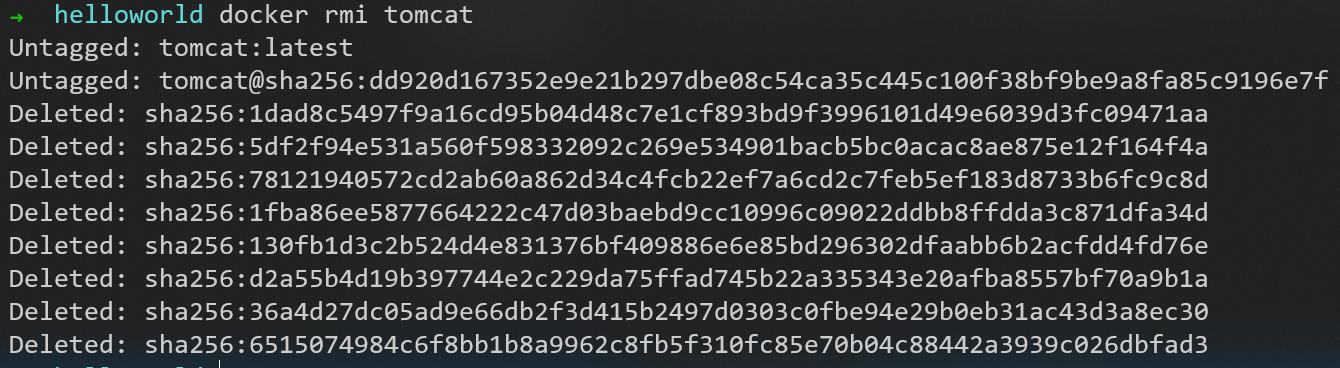 → helloworld docker rmi tomcat
Untagged: tomcat:latest
Untagged: tomcat@sha256:dd920d167352e9e21b297dbe08c54ca35c445c100f38bf9be9a8fa85c9196e7f
Deleted: sha256:1dad8c5497f9a16cd95b04d48c7e1cf893bd9f3996101d49e6039d3fc09471aa
Deleted: sha256:5df2f94e531a560f598332092c269e534901bacb5bc0acac8ae875e12f164f4a
Deleted: sha256:78121940572cd2ab60a862d34c4fcb22ef7a6cd2c7feb5ef183d8733b6fc9c8d
Deleted: sha256:1fba86ee5877664222c47d03baebd9cc10996c09022ddbb8ffdda3c871dfa34d
Deleted: sha256:130fb1d3c2b524d4e831376bf409886e6e85bd296302dfaabb6b2acfdd4fd76e
Deleted: sha256:d2a55b4d19b397744e2c229da75ffad745b22a335343e20afba8557bf70a9b1a
Deleted: sha256:36a4d27dc05ad9e66db2f3d415b2497d0303c0fbe94e29b0eb31ac43d3a8ec30
Deleted: sha256:6515074984c6f8bb1b8a9962c8fb5f310fc85e70b04c88442a3939c026dbfad3